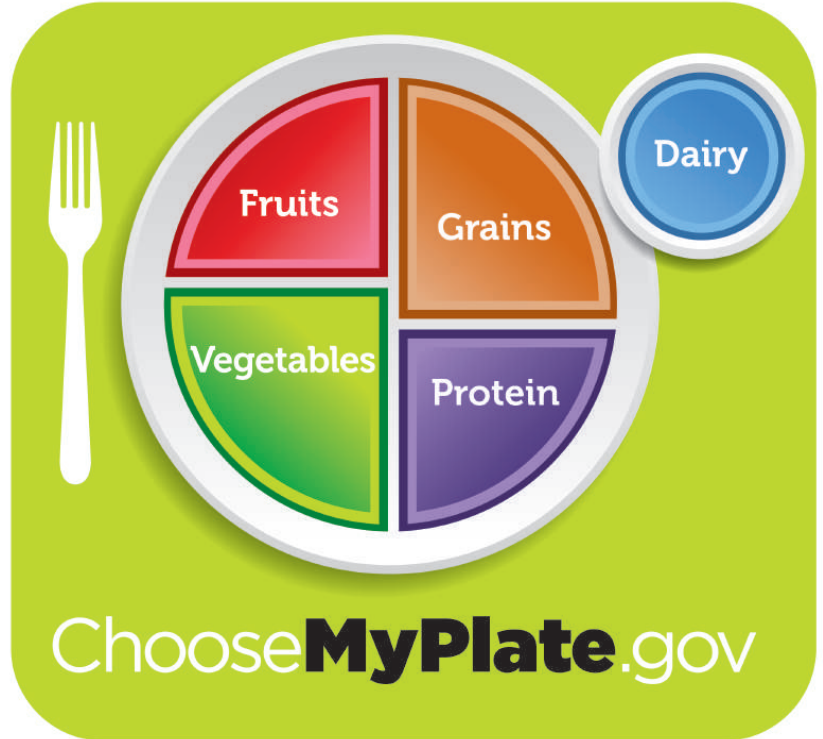 Fruits
Grains
Dairy
Vegetables
Protein
ChooseMyPlate.gov